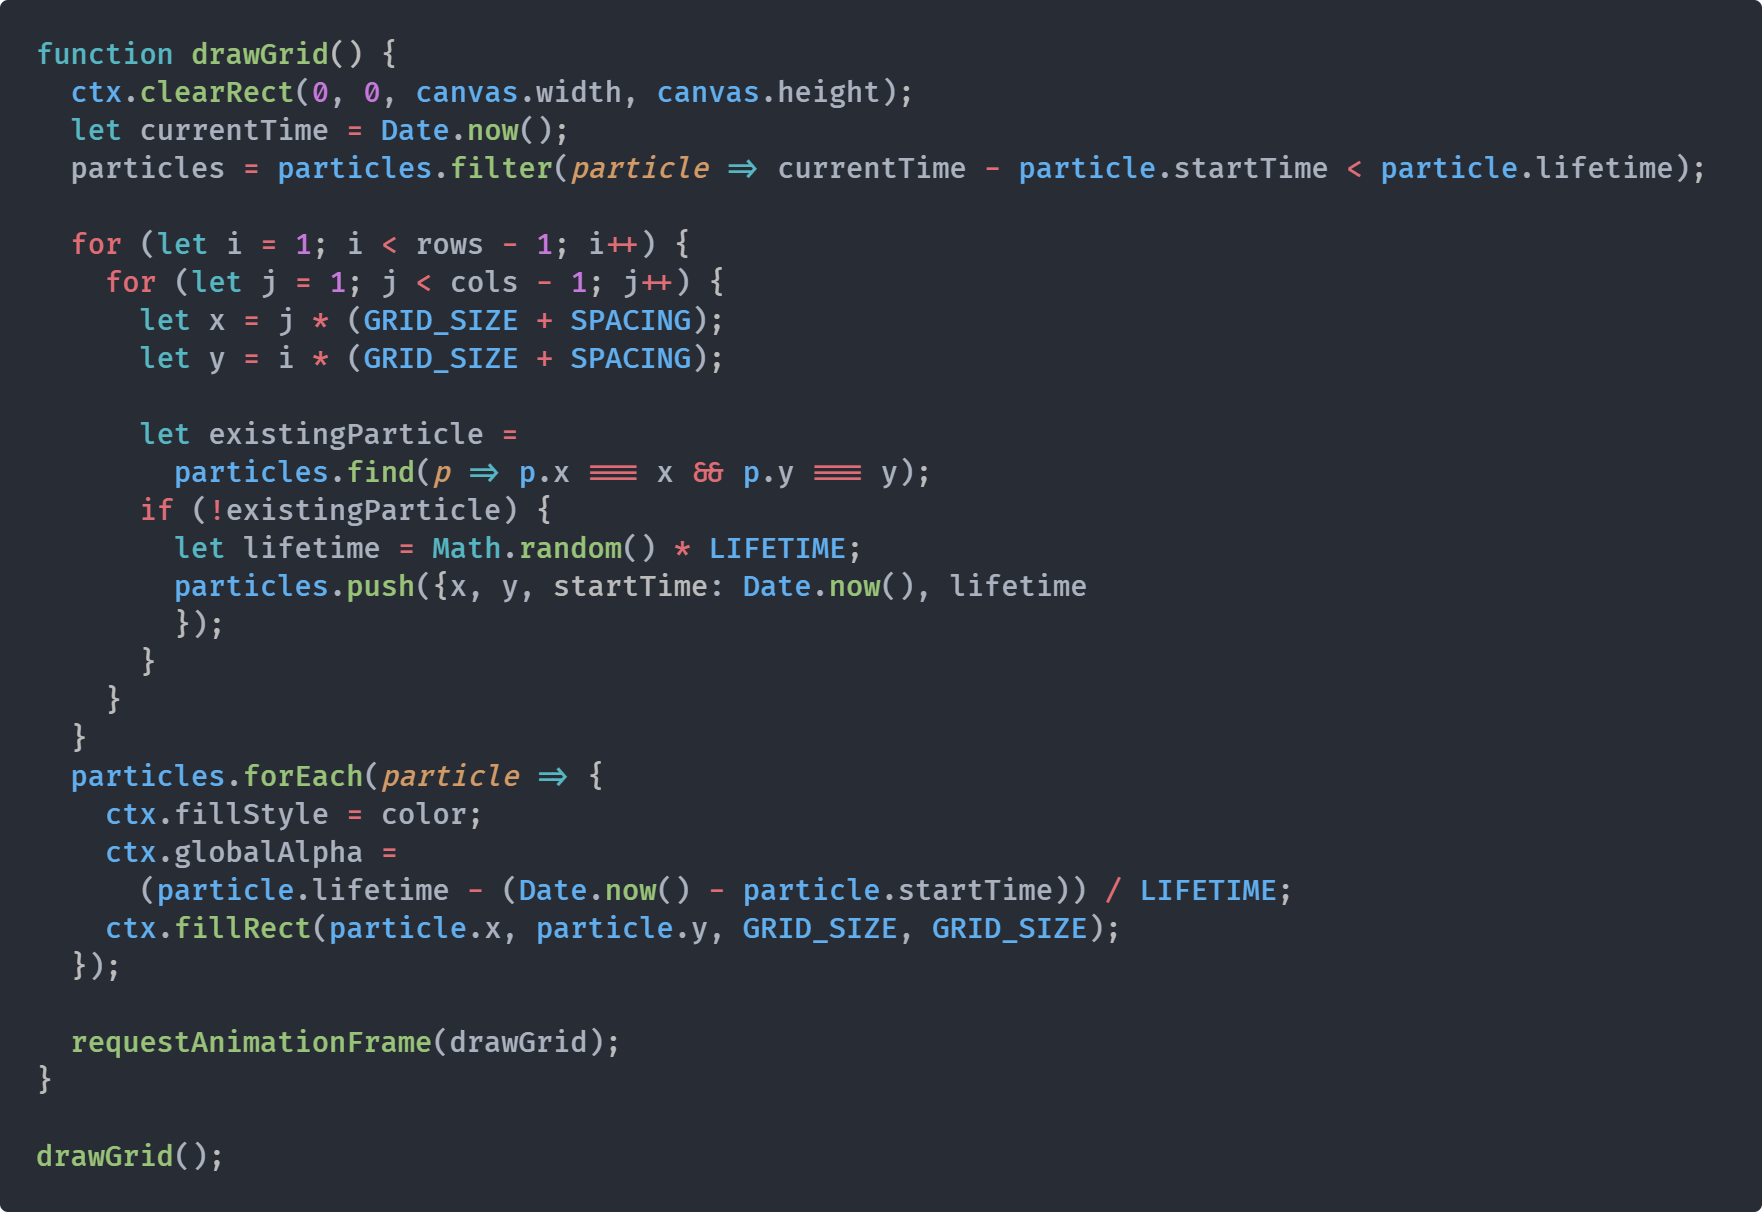 function drawGrid() {
  ctx.clearRect(0, 0, canvas.width, canvas.height);
  let currentTime = Date.now();
  particles = particles.filter(particle => currentTime - particle.startTime < particle.lifetime);

  for (let i = 1; i < rows - 1; i++) {
    for (let j = 1; j < cols - 1; j++) {
      let x = j * (GRID_SIZE + SPACING);
      let y = i * (GRID_SIZE + SPACING);

      let existingParticle =
        particles.find(p => p.x === x && p.y === y);
      if (!existingParticle) {
        let lifetime = Math.random() * LIFETIME;
        particles.push({x, y, startTime: Date.now(), lifetime
        });
      }
    }
  }
  particles.forEach(particle => {
    ctx.fillStyle = color;
    ctx.globalAlpha =
      (particle.lifetime - (Date.now() - particle.startTime)) / LIFETIME;
    ctx.fillRect(particle.x, particle.y, GRID_SIZE, GRID_SIZE);
  });

  requestAnimationFrame(drawGrid);
}

drawGrid();